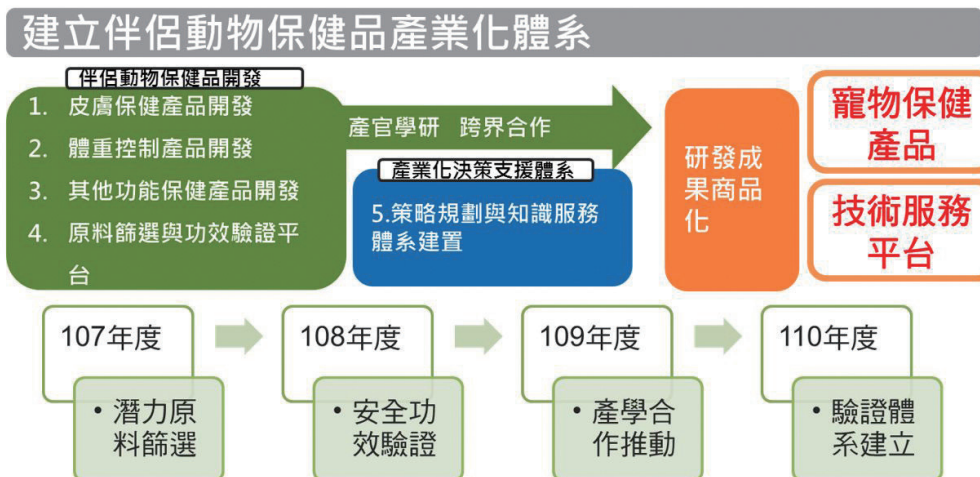 建立伴侶動物保健品產業化體系
伴侶動物保健品開發
1. 皮膚保健產品開發
2. 體重控制產品開發
3. 其他功能保健產品開發
4. 原料篩選與功效驗證平
台
產官學研 跨界合作
產業化決策支援體系
5.策略規劃與知識服務
體系建置
研發成
果商品
化
寵物保健
產品
技術服務
平台
107年度
• 潛力原
料篩選
108年度
• 安全功
效驗證
109年度
• 產學合
作推動
110年度
• 驗證體
系建立